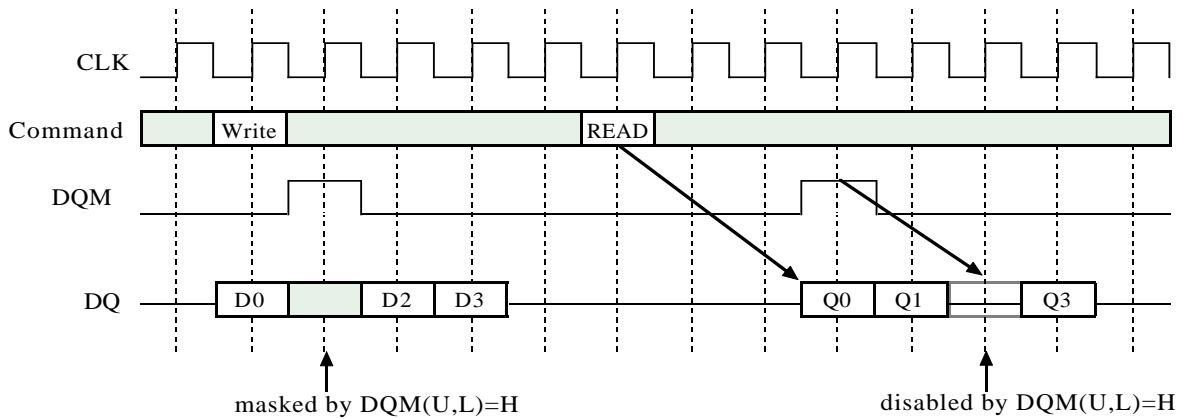 CLK
Command Write READ
DQM
DQ D0 D2 D3 Q0 Q1 Q3
masked by DQM(U,L)=H disabled by DQM(U,L)=H